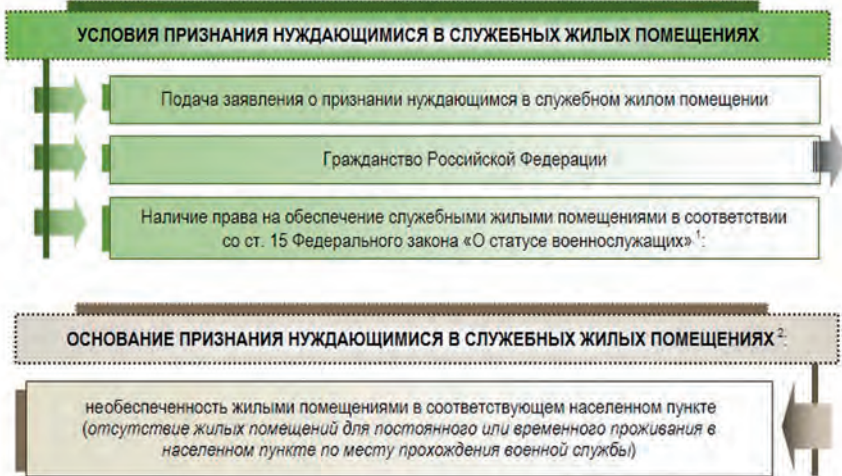 УСЛОВИЯ ПРИЗНАНИЯ НУЖДАЮЩИМИСЯ В СЛУЖЕБНЫХ ЖИЛЫХ ПОМЕЩЕНИЯХ
Подача заявления о признании нуждающимся в служебном жилом помещении
Гражданство Российской Федерации
Наличие права на обеспечение служебными жилыми помещениями в соответствии
со ст. 15 Федерального закона «О статусе военнослужащих» 1:
ОСНОВАНИЕ ПРИЗНАНИЯ НУЖДАЮЩИМИСЯ В СЛУЖЕБНЫХ ЖИЛЫХ ПОМЕЩЕНИЯХ 2:
необеспеченность жилыми помещениями в соответствующем населенном пункте
(отсутствие жилых помещений для постоянного или временного проживания в
населенном пункте по месту прохождения военной службы)